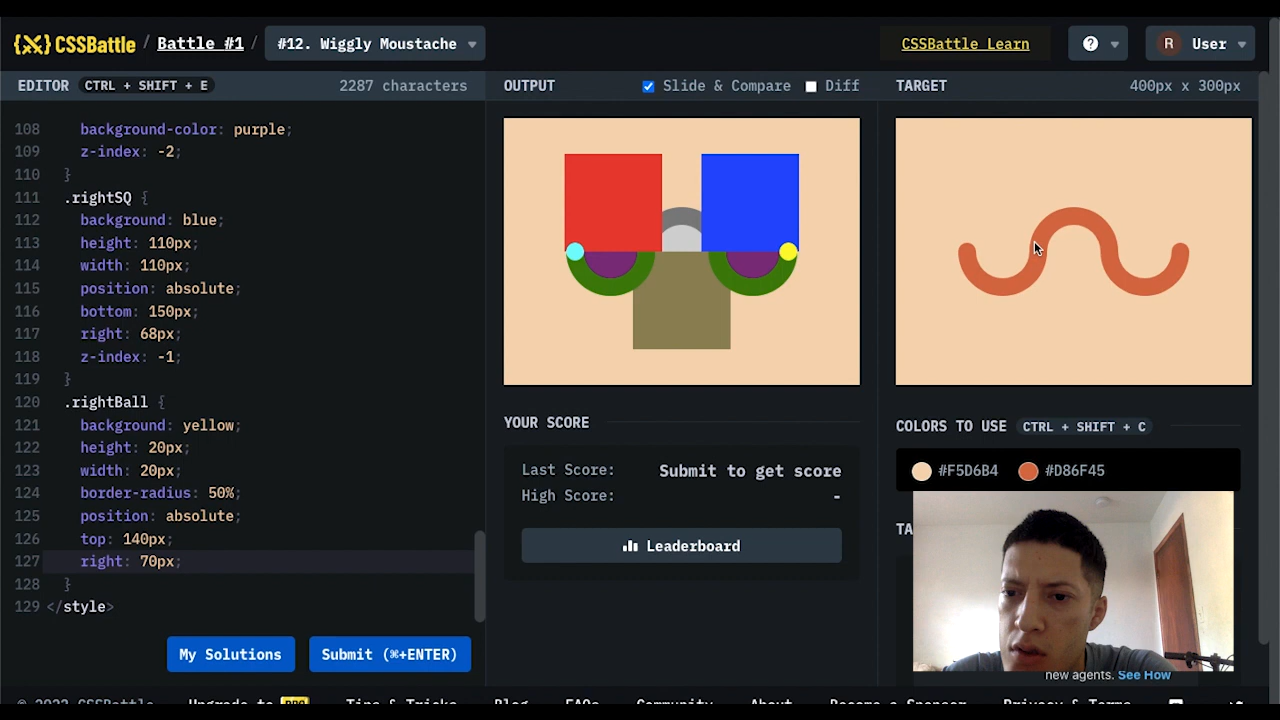 {X} CSSBattle / Battle #1 / #12. Wiggly Moustache
CSSBattle Learn
? R User
EDITOR CTRL + SHIFT + E 2287 characters
OUTPUT Slide & Compare Diff
TARGET 400px x 300px
108 background-color: purple;
109 z-index: -2;
110 }
111 .rightSQ {
112 background: blue;
113 height: 110px;
114 width: 110px;
115 position: absolute;
116 bottom: 150px;
117 right: 68px;
118 z-index: -1;
119 }
120 .rightBall {
121 background: yellow;
122 height: 20px;
123 width: 20px;
124 border-radius: 50%;
125 position: absolute;
126 top: 140px;
127 right: 70px;
128 }
129 </style>
My Solutions Submit (⌘+ENTER)
YOUR SCORE
Last Score: Submit to get score
High Score: -
Leaderboard
COLORS TO USE CTRL + SHIFT + C
#F5D6B4 #D86F45
TA
new agents. See How